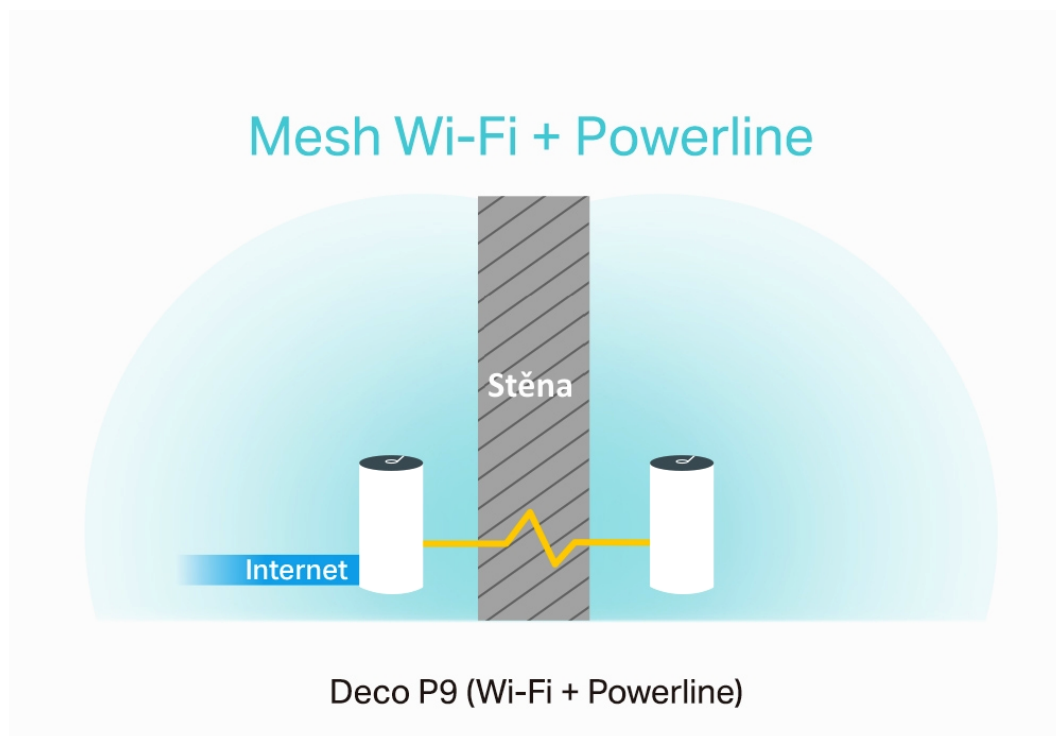 Mesh Wi-Fi + Powerline
Stěna
Internet
Deco P9 (Wi-Fi + Powerline)